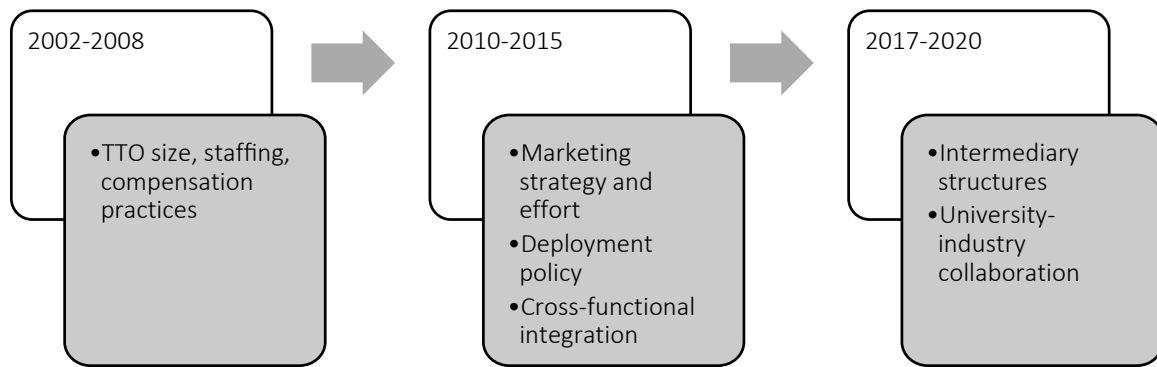 2002-2008
•TTO size, staffing,
compensation
practices
2010-2015
•Marketing
strategy and
effort
•Deployment
policy
•Cross-functional
integration
2017-2020
•Intermediary
structures
•University-
industry
collaboration